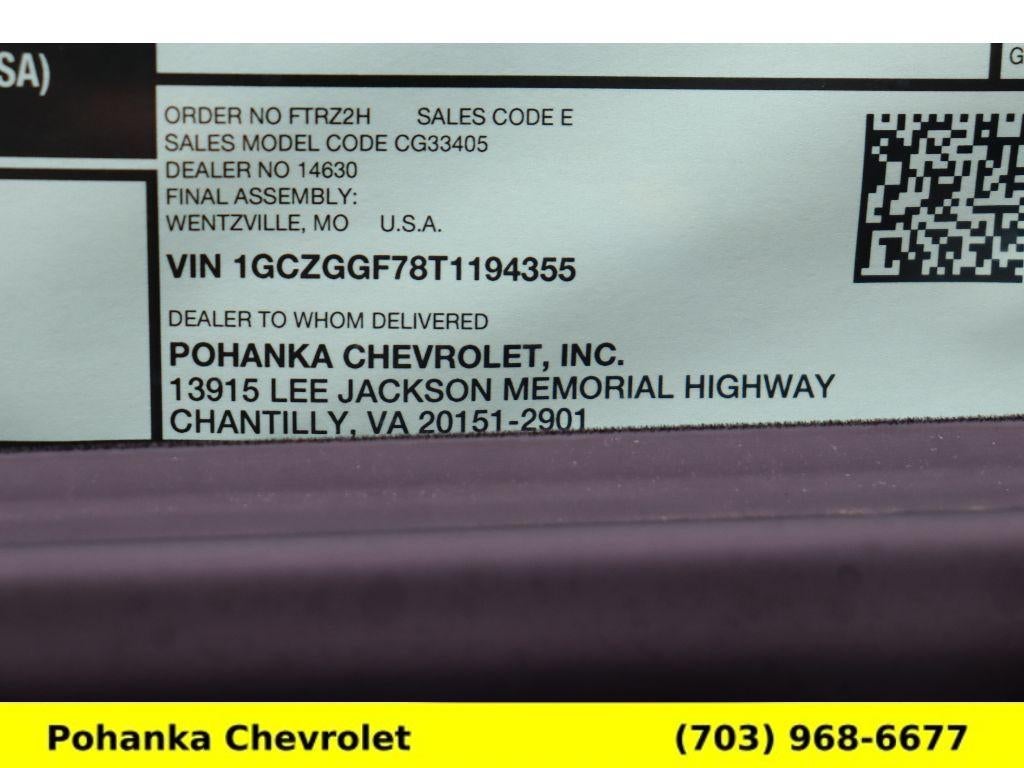 SA)
G
ORDER NO FTRZ2H SALES CODE E
SALES MODEL CODE CG33405
DEALER NO 14630
FINAL ASSEMBLY:
WENTZVILLE, MO U.S.A.
VIN 1GCZGGF78T1194355
DEALER TO WHOM DELIVERED
POHANKA CHEVROLET, INC.
13915 LEE JACKSON MEMORIAL HIGHWAY
CHANTILLY, VA 20151-2901
Pohanka Chevrolet (703) 968-6677